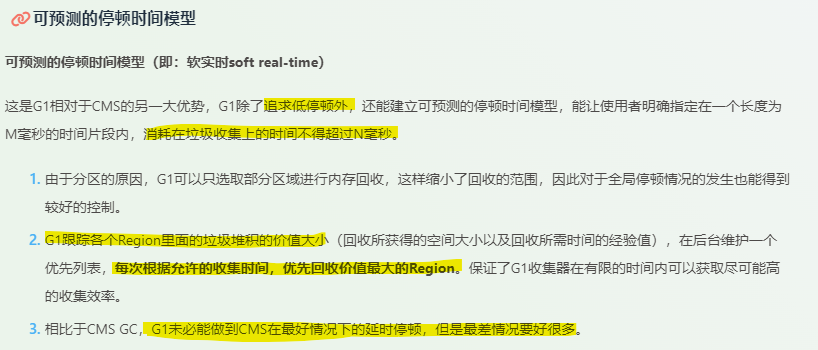 可预测的停顿时间模型
可预测的停顿时间模型（即：软实时soft real-time）
这是G1相对于CMS的另一大优势，G1除了追求低停顿外，还能建立可预测的停顿时间模型，能让使用者明确指定在一个长度为
M毫秒的时间片段内，消耗在垃圾收集上的时间不得超过N毫秒。
1. 由于分区的原因，G1可以只选取部分区域进行内存回收，这样缩小了回收的范围，因此对于全局停顿情况的发生也能得到
较好的控制。
2. G1跟踪各个Region里面的垃圾堆积的价值大小（回收所获得的空间大小以及回收所需时间的经验值），在后台维护一个
优先列表，每次根据允许的收集时间，优先回收价值最大的Region。保证了G1收集器在有限的时间内可以获取尽可能高
的收集效率。
3. 相比于CMS GC，G1未必能做到CMS在最好情况下的延时停顿，但是最差情况要好很多。